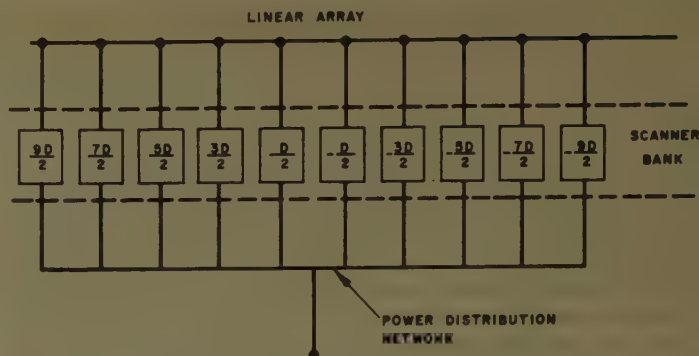 LINEAR ARRAY
9D/2 7D/2 5D/2 3D/2 D/2 -D/2 -3D/2 -5D/2 -7D/2 -9D/2
SCANNER
BANK
POWER DISTRIBUTION
NETWORK